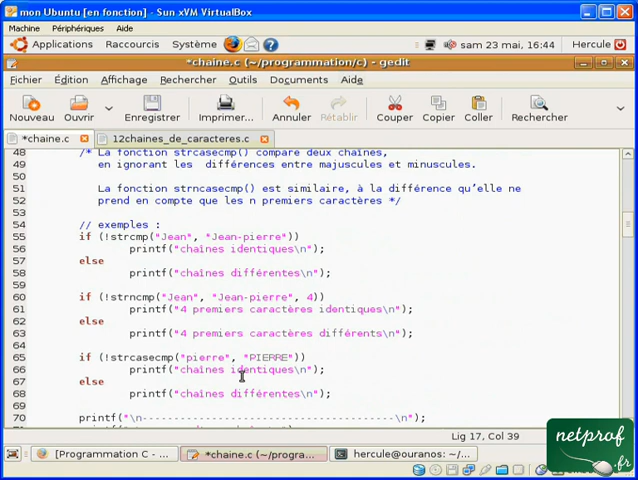 mon Ubuntu [en fonction] - Sun xVM VirtualBox
Machine Périphériques Aide
Applications Raccourcis Système sam 23 mai, 16:44 Hercule
*chaine.c (~/programmation/c) - gedit
Fichier Édition Affichage Rechercher Outils Documents Aide
Nouveau Ouvrir Enregistrer Imprimer... Annuler Rétablir Couper Copier Coller Rechercher
*chaine.c 12chaines_de_caracteres.c
48 /* La fonction strcasecmp() compare deux chaînes,
49 en ignorant les différences entre majuscules et minuscules.
50
51 La fonction strncasecmp() est similaire, à la différence qu'elle ne
52 prend en compte que les n premiers caractères */
53
54 // exemples :
55 if (!strcmp("Jean", "Jean-pierre"))
56 printf("chaînes identiques\n");
57 else
58 printf("chaînes différentes\n");
59
60 if (!strncmp("Jean", "Jean-pierre", 4))
61 printf("4 premiers caractères identiques\n");
62 else
63 printf("4 premiers caractères différents\n");
64
65 if (!strcasecmp("pierre", "PIERRE"))
66 printf("chaînes identiques\n");
67 else
68 printf("chaînes différentes\n");
69
70 printf("\n----------------------------------------\n");
Lig 17, Col 39
[Programmation C - ... *chaine.c (~/progra... hercule@ouranos: ~/...
netprof
.fr